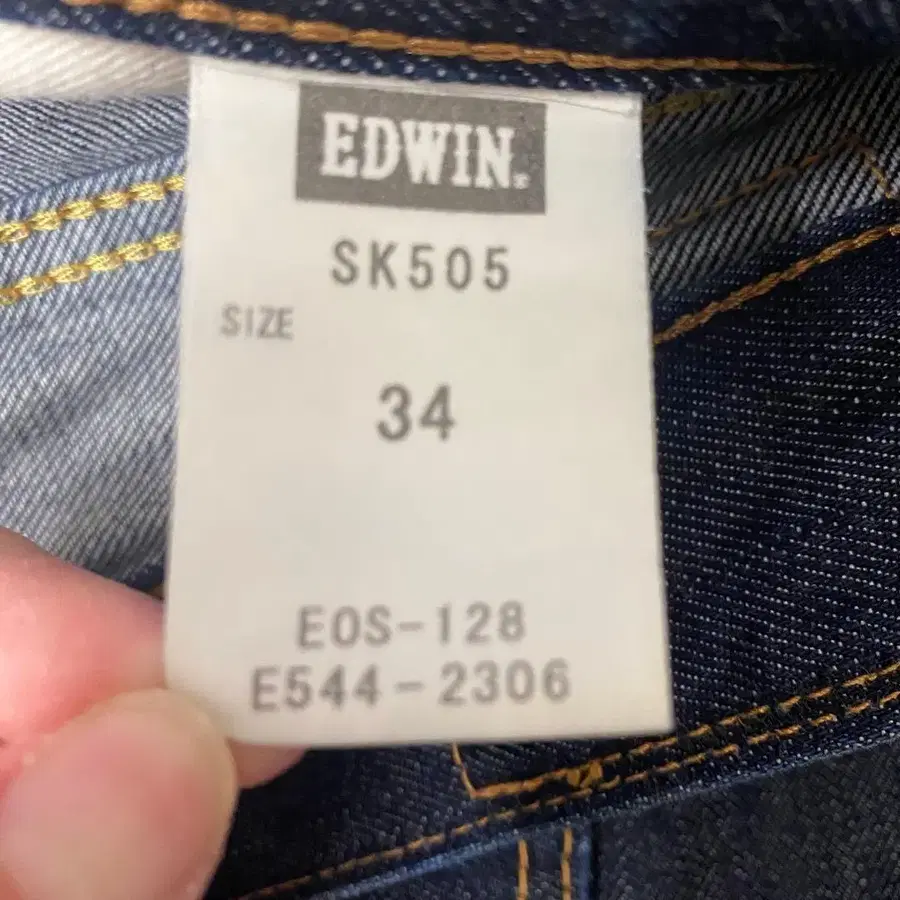 EDWIN.
SK505
SIZE
34
EOS-128
E544-2306